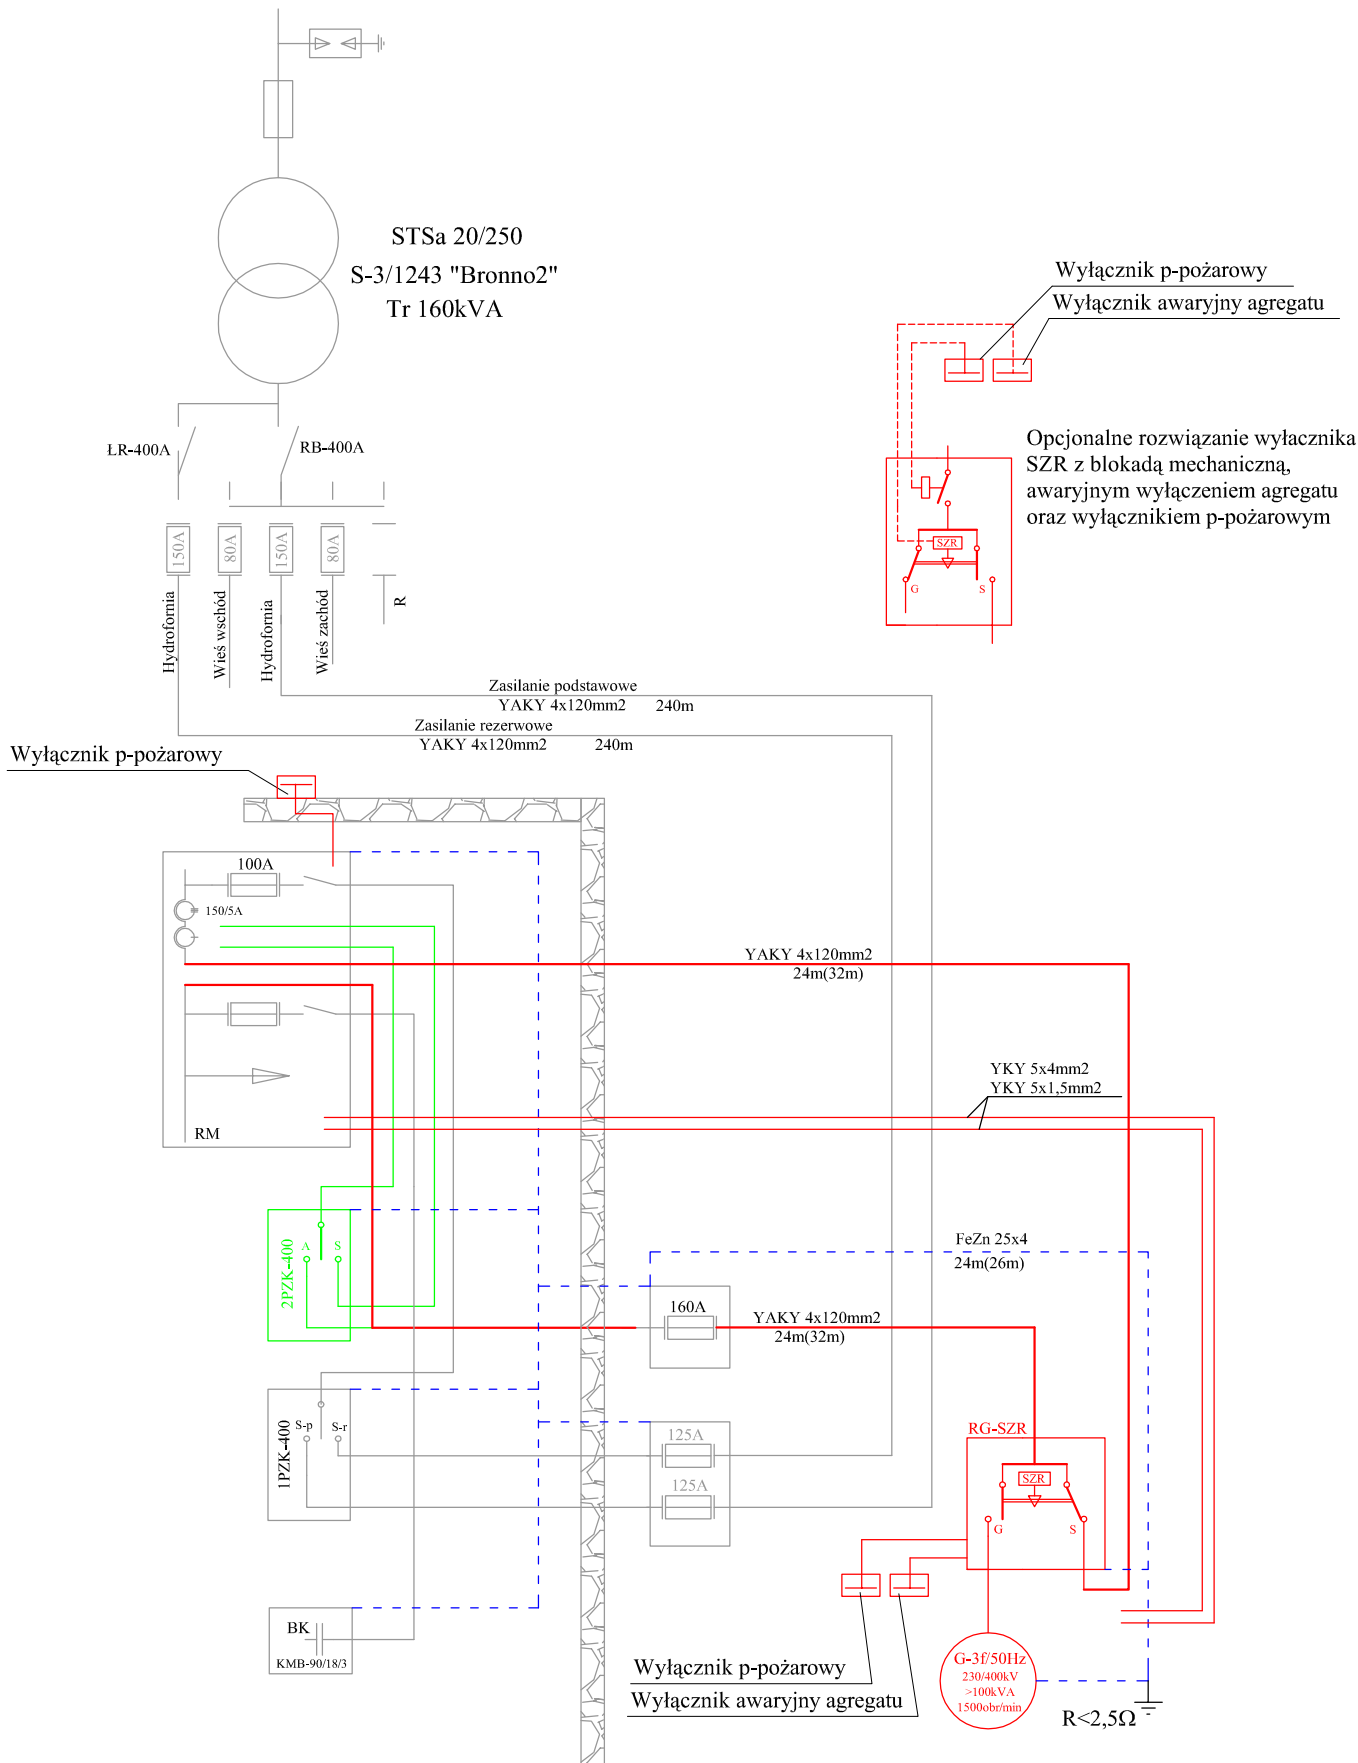 STSa 20/250
S-3/1243 "Bronno2"
Tr 160kVA
Wyłącznik p-pożarowy
Wyłącznik awaryjny agregatu
Opcjonalne rozwiązanie wyłacznika
SZR z blokadą mechaniczną,
awaryjnym wyłączeniem agregatu
oraz wyłącznikiem p-pożarowym
SZR
G
S
ŁR-400A
RB-400A
150A
80A
150A
80A
Hydrofornia
Wieś wschód
Hydrofornia
Wieś zachód
R
Zasilanie podstawowe
YAKY 4x120mm2 240m
Zasilanie rezerwowe
YAKY 4x120mm2 240m
Wyłącznik p-pożarowy
100A
150/5A
YAKY 4x120mm2
24m(32m)
YKY 5x4mm2
YKY 5x1,5mm2
RM
2PZK-400
A
S
FeZn 25x4
24m(26m)
160A
YAKY 4x120mm2
24m(32m)
1PZK-400
S-p
S-r
125A
125A
RG-SZR
SZR
G
S
BK
KMB-90/18/3
Wyłącznik p-pożarowy
Wyłącznik awaryjny agregatu
G-3f/50Hz
230/400kV
>100kVA
1500obr/min
R<2,5Ω